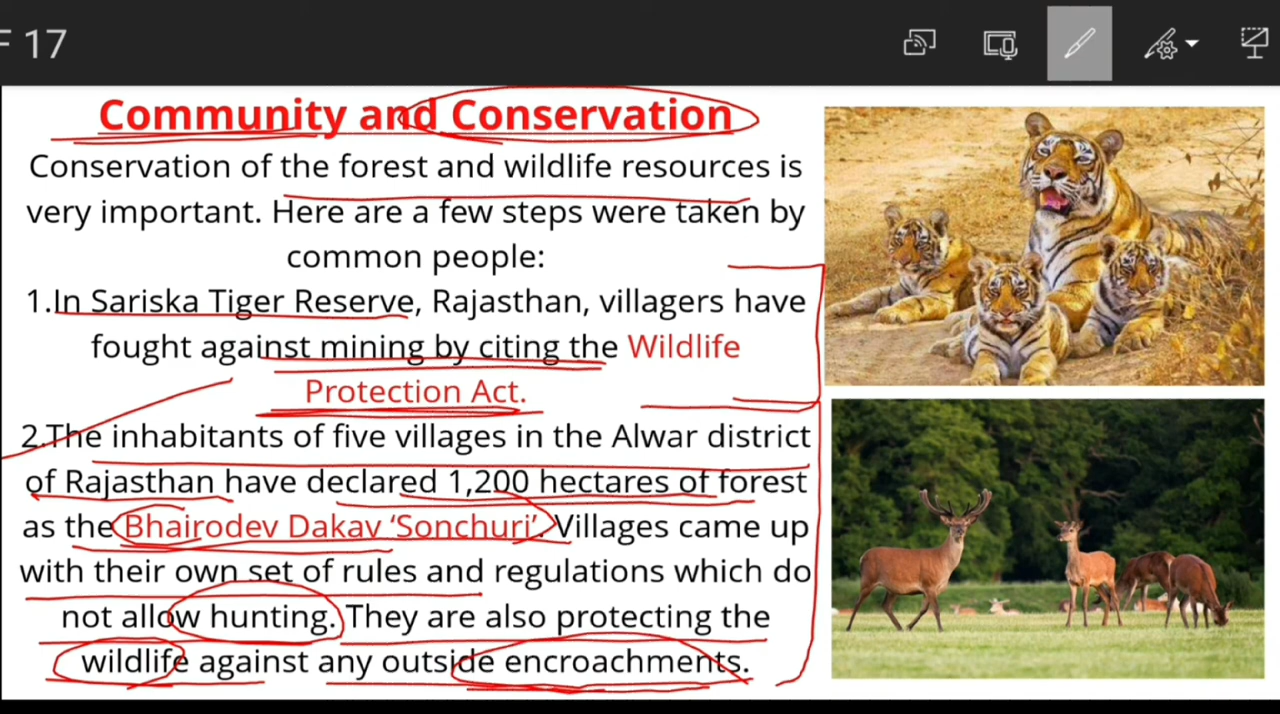 F 17
Community and Conservation
Conservation of the forest and wildlife resources is
very important. Here are a few steps were taken by
common people:
1.In Sariska Tiger Reserve, Rajasthan, villagers have
fought against mining by citing the Wildlife
Protection Act.
2.The inhabitants of five villages in the Alwar district
of Rajasthan have declared 1,200 hectares of forest
as the Bhairodev Dakav ‘Sonchuri’. Villages came up
with their own set of rules and regulations which do
not allow hunting. They are also protecting the
wildlife against any outside encroachments.